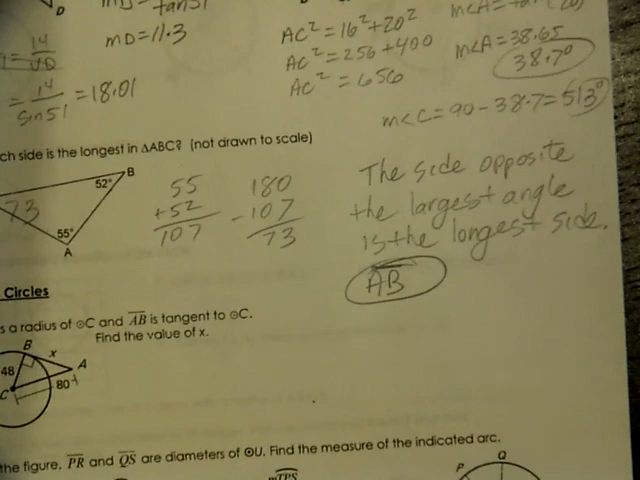 D
mD = 11.3
14
14
sin51
= 18.01
AC² = 16² + 20²
AC² = 256 + 400
AC² = 656
m<A = 38.65
38.7°
m<C = 90 - 38.7 = 51.3°
ch side is the longest in ΔABC? (not drawn to scale)
B
52°
73
55°
A
55
+52
107
180
-107
73
The side opposite
the largest angle
is the longest side.
AB
Circles
s a radius of ⊙C and AB is tangent to ⊙C.
Find the value of x.
B
x
A
48
80
C
the figure, PR and QS are diameters of ⊙U. Find the measure of the indicated arc.
mTPS
P
Q